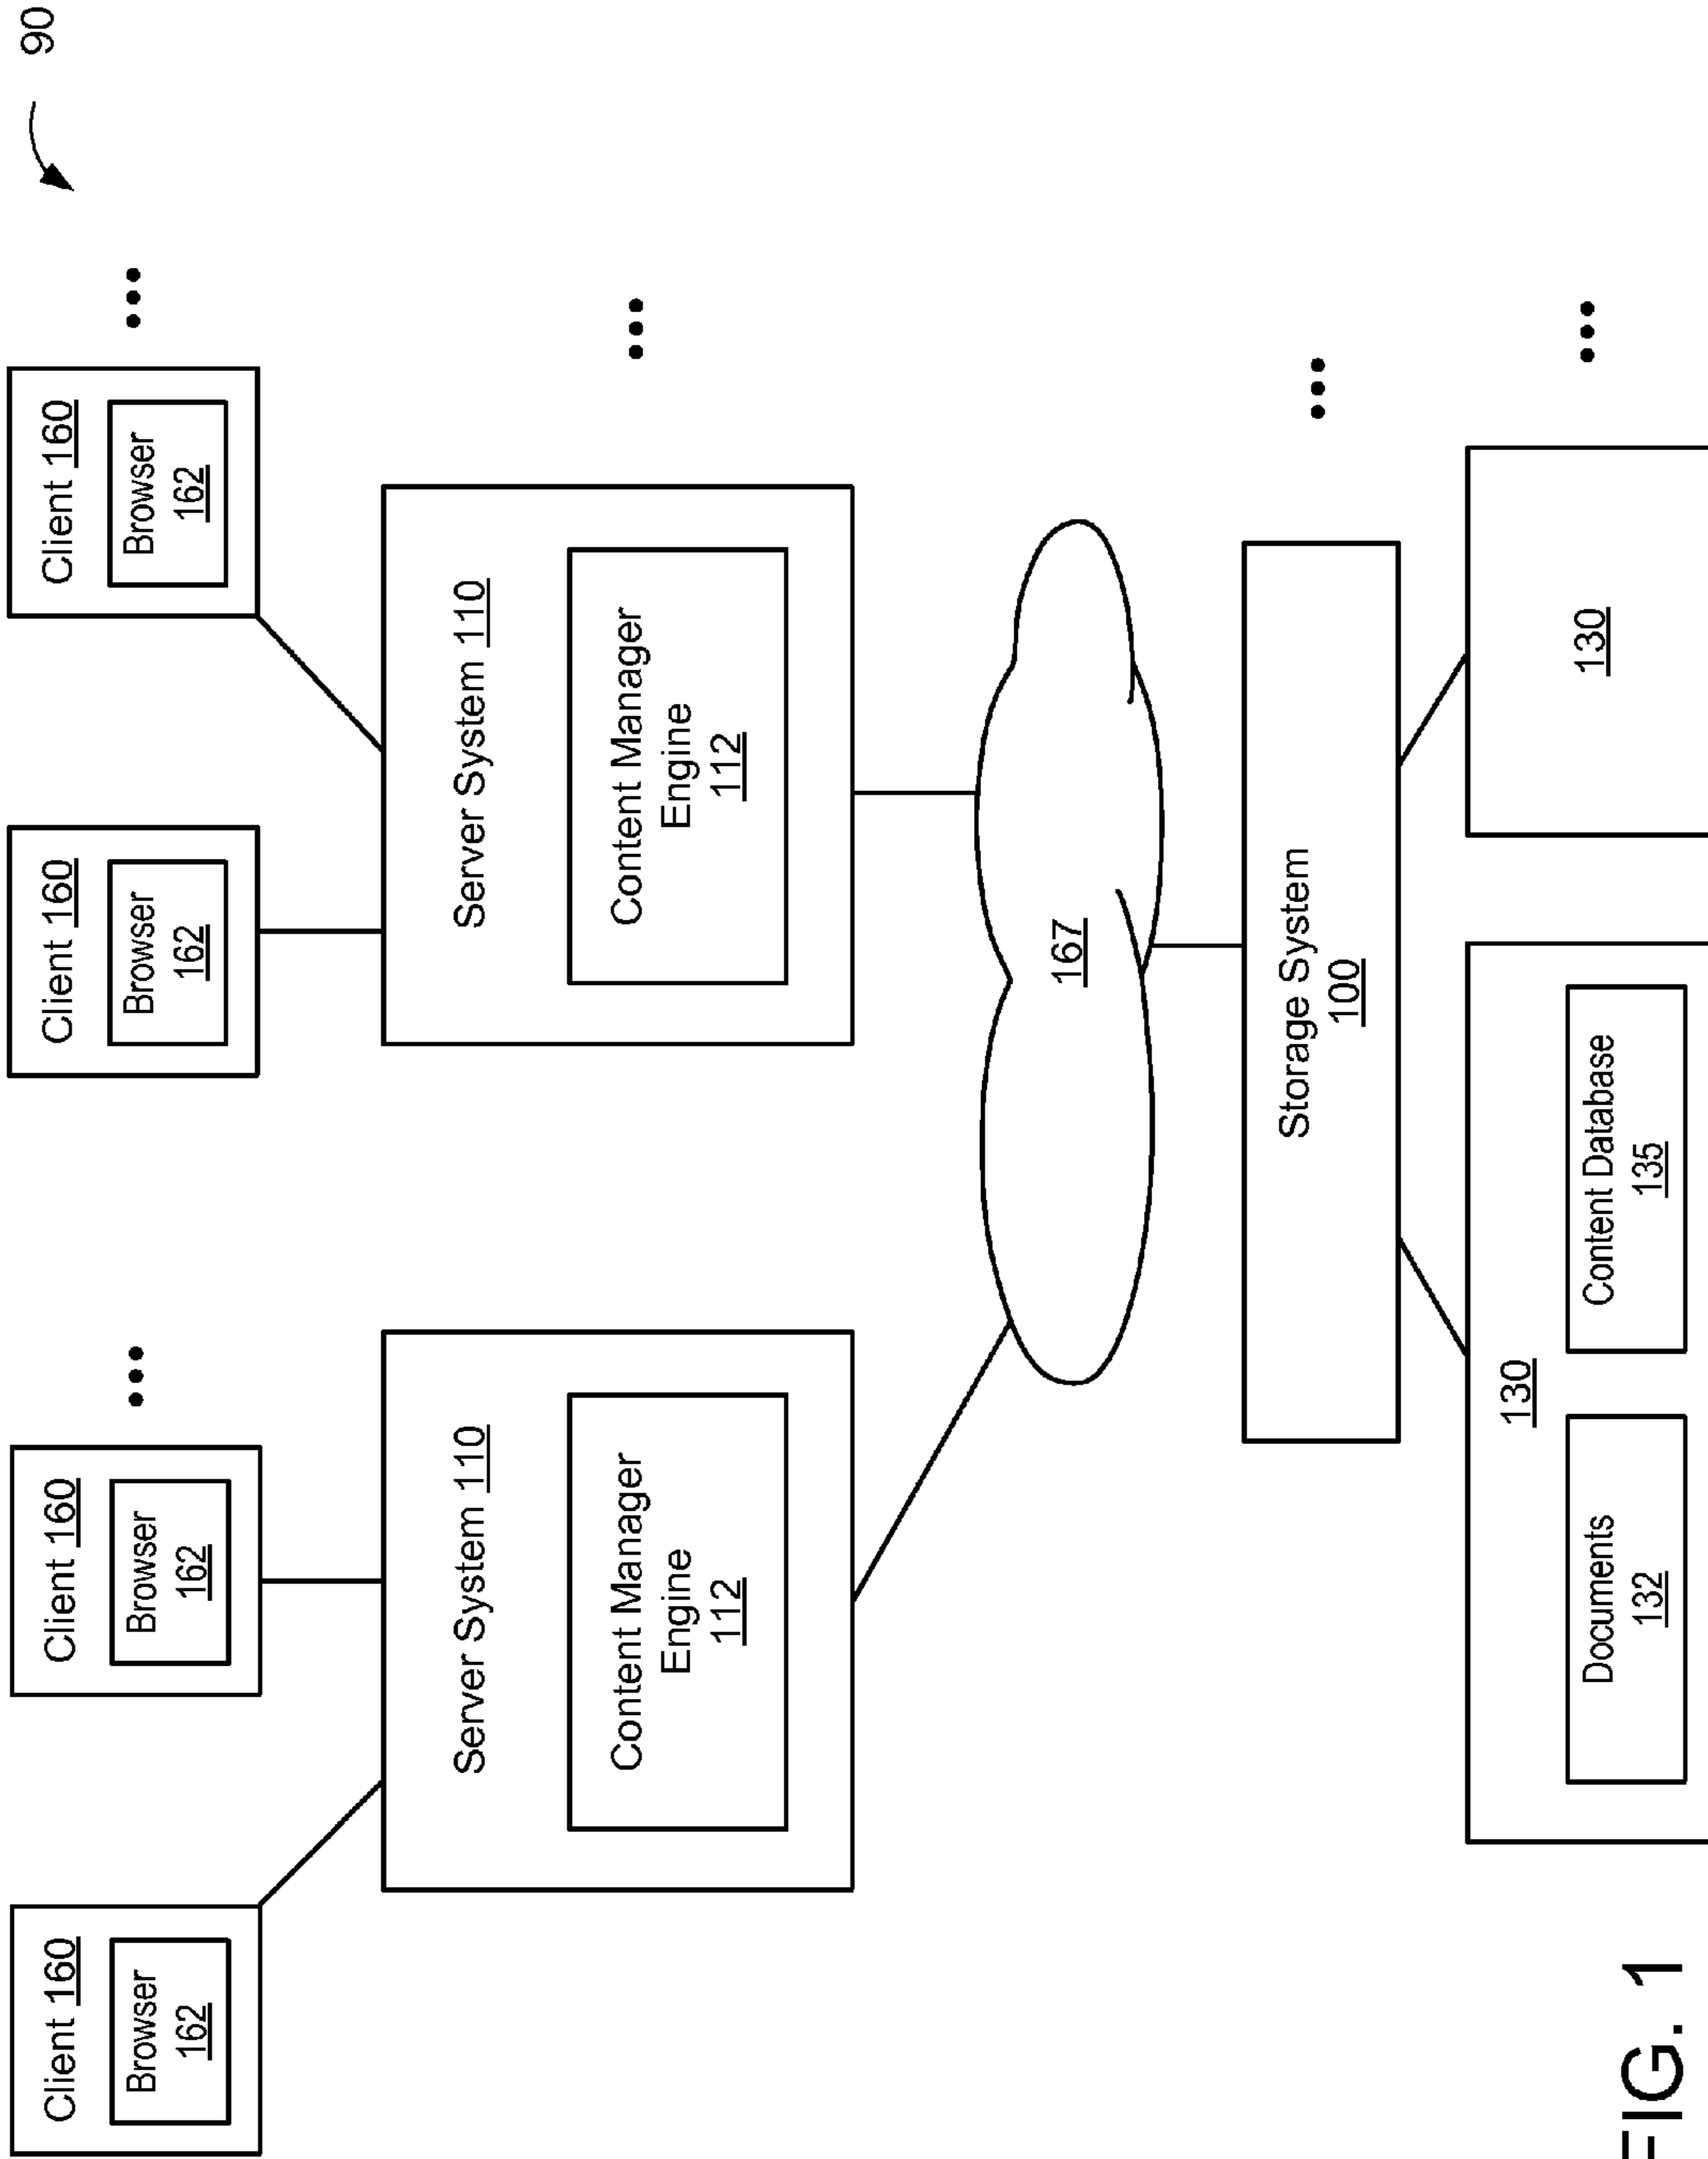 90
Client 160
Browser
162
Client 160
Browser
162
•••
Client 160
Browser
162
Client 160
Browser
162
•••
Server System 110
Content Manager
Engine
112
Server System 110
Content Manager
Engine
112
•••
167
Storage System
100
•••
130
Documents
132
Content Database
135
130
•••
FIG. 1